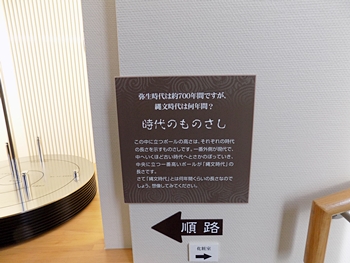 弥生時代は約700年間ですが、
縄文時代は何年間？
時代のものさし
この中に立つポールの高さは、それぞれの時代
の長さを示すものさしです。一番外側が現代で、
中へいくほど古い時代へとさかのぼっていき、
中央に立つ一番高いポールが「縄文時代」の
長さです。
さて「縄文時代」とは何年間くらいの長さなので
しょう。想像してみてください。
順路
化粧室